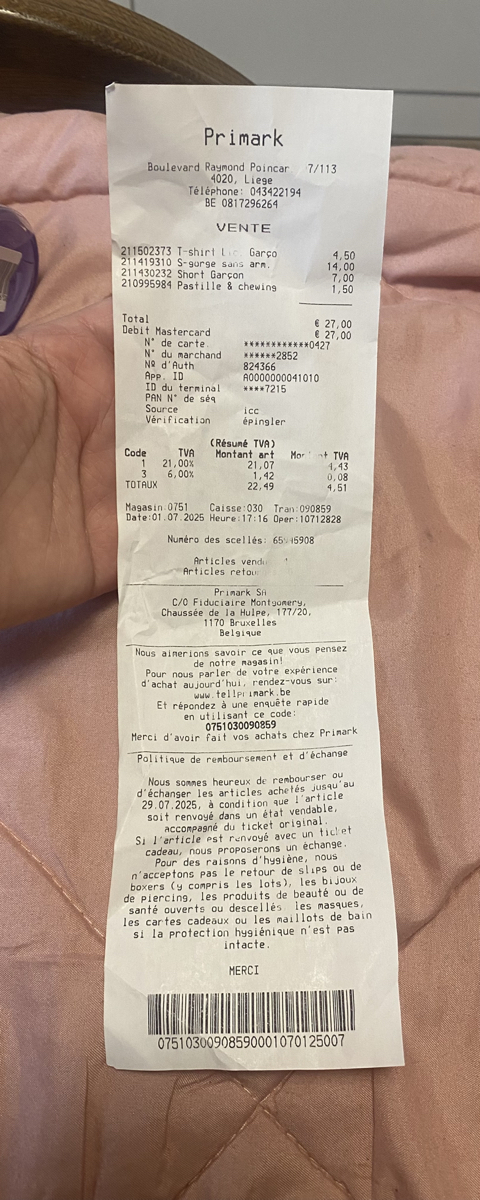 Primark
Boulevard Raymond Poincar 7/113
4020, Liege
Téléphone: 043422194
BE 0817296264
VENTE
211502373 T-shirt Garço 4,50
211419310 S-gorge sans arm. 14,00
211430232 Short Garçon 7,00
210995984 Pastille & chewing 1,50
Total € 27,00
Debit Mastercard € 27,00
N° de carte. ************0427
N° du marchand ******2852
Nº d'Auth 824366
App. ID A0000000041010
ID du terminal ****7215
PAN N° de séq
Source icc
Vérification épingler
(Résumé TVA)
Code TVA Montant art TVA
1 21,00% 21,07 4,43
3 6,00% 1,42 0,08
TOTAUX 22,49 4,51
Magasin:0751 Caisse:030 Tran:090859
Date:01.07.2025 Heure:17:16 Oper:10712828
Numéro des scellés:
Articles
Articles
Primark SA
C/O Fiduciaire Montgomery,
Chaussée de la Hulpe, 177/20,
1170 Bruxelles
Belgique
Nous aimerions savoir ce que vous pensez
de notre magasin!
Pour nous parler de votre expérience
d'achat aujourd'hui, rendez-vous sur:
www.tellprimark.be
Et répondez à une enquête rapide
en utilisant ce code:
0751030090859
Merci d'avoir fait vos achats chez Primark
Politique de remboursement et d'échange
Nous sommes heureux de rembourser ou
d'échanger les articles achetés jusqu'au
29.07.2025, à condition que l'article
soit renvoyé dans un état vendable,
accompagné du ticket original.
Si l'article est renvoyé avec un ticket
cadeau, nous proposerons un échange.
Pour des raisons d'hygiène, nous
n'acceptons pas le retour de slips ou de
boxers (y compris les lots), les bijoux
de piercing, les produits de beauté ou de
santé ouverts ou descellés les masques,
les cartes cadeaux ou les maillots de bain
si la protection hygiénique n'est pas
intacte.
MERCI
07510300908590001070125007